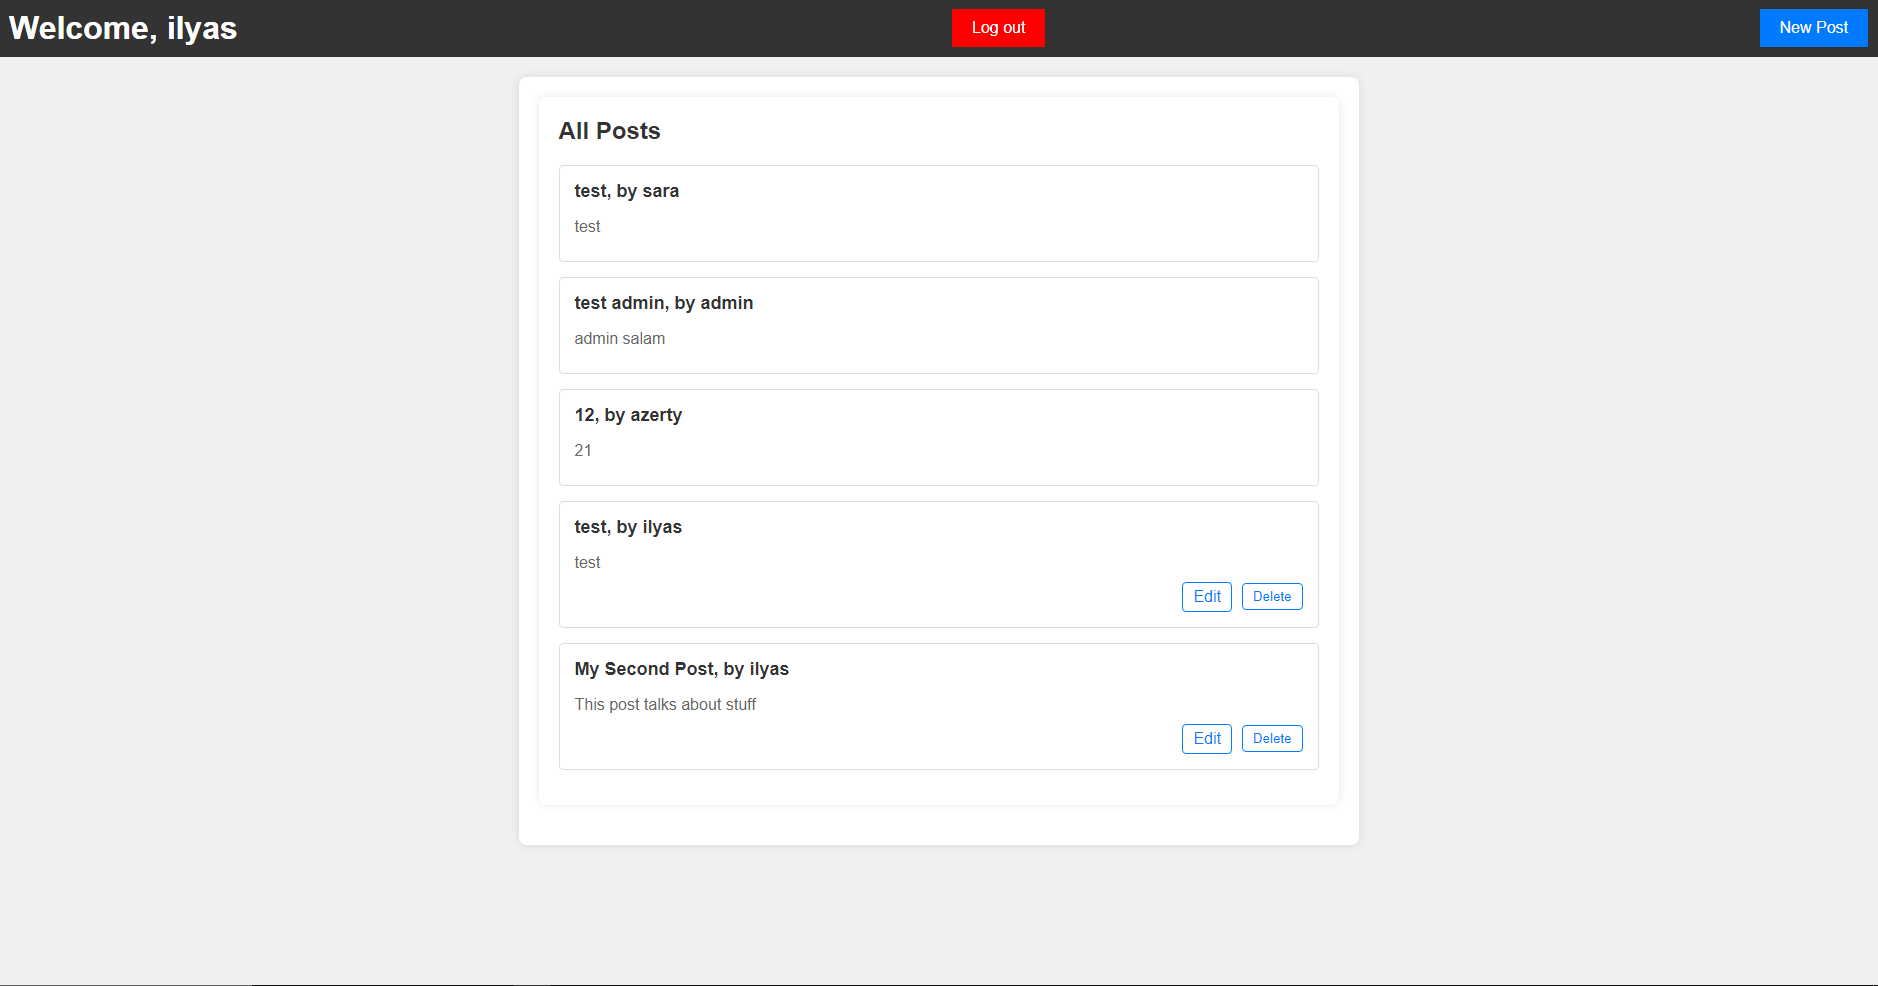 Welcome, ilyas
Log out
New Post
All Posts
test, by sara
test
test admin, by admin
admin salam
12, by azerty
21
test, by ilyas
test
Edit
Delete
My Second Post, by ilyas
This post talks about stuff
Edit
Delete